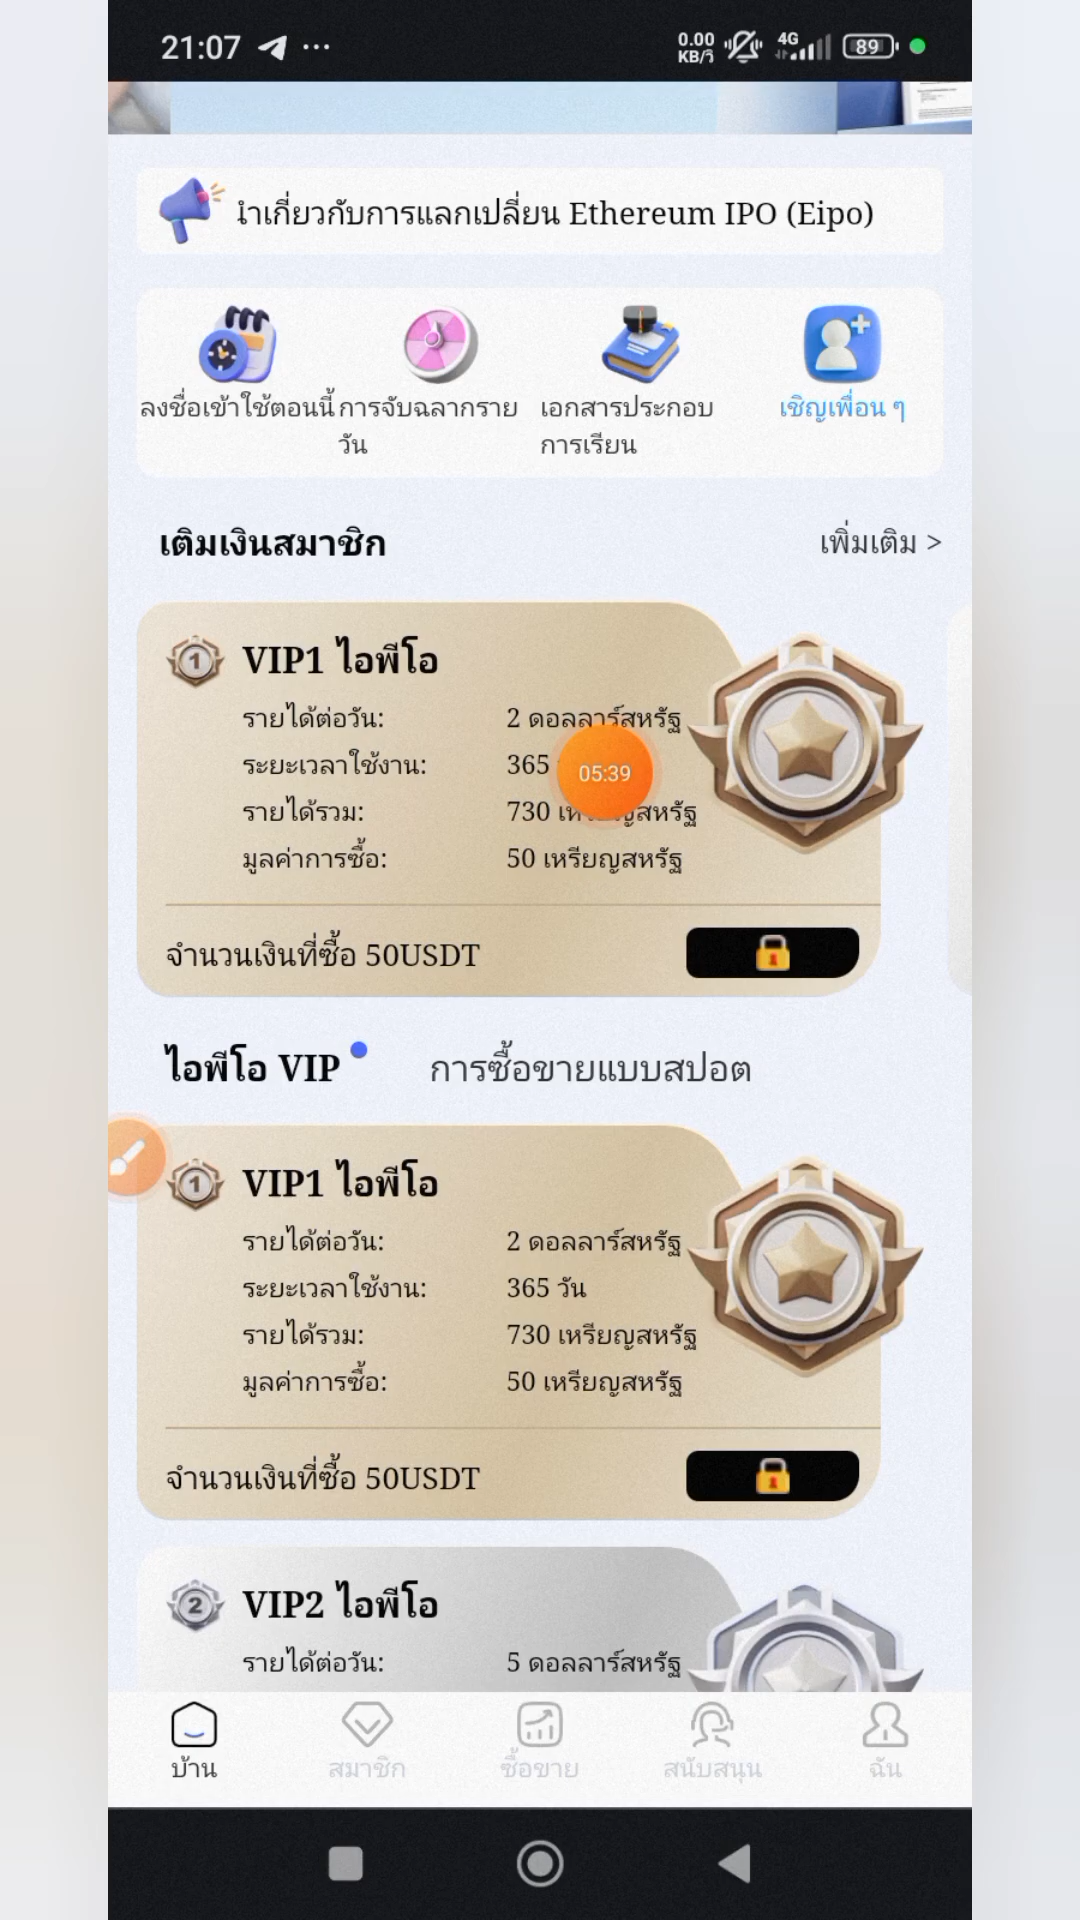 21:07
0.00
KB/ว
4G
89
เกี่ยวกับการแลกเปลี่ยน Ethereum IPO (Eipo)
ลงชื่อเข้าใช้ตอนนี้
การจับฉลากราย
วัน
เอกสารประกอบ
การเรียน
เชิญเพื่อน ๆ
เติมเงินสมาชิก
เพิ่มเติม >
1
VIP1 ไอพีโอ
รายได้ต่อวัน: 2 ดอลลาร์สหรัฐ
ระยะเวลาใช้งาน: 365
05:39
รายได้รวม: 730
มูลค่าการซื้อ: 50 เหรียญสหรัฐ
จำนวนเงินที่ซื้อ 50USDT
ไอพีโอ VIP
การซื้อขายแบบสปอต
1
VIP1 ไอพีโอ
รายได้ต่อวัน: 2 ดอลลาร์สหรัฐ
ระยะเวลาใช้งาน: 365 วัน
รายได้รวม: 730 เหรียญสหรัฐ
มูลค่าการซื้อ: 50 เหรียญสหรัฐ
จำนวนเงินที่ซื้อ 50USDT
2
VIP2 ไอพีโอ
รายได้ต่อวัน: 5 ดอลลาร์สหรัฐ
บ้าน
สมาชิก
ซื้อขาย
สนับสนุน
ฉัน